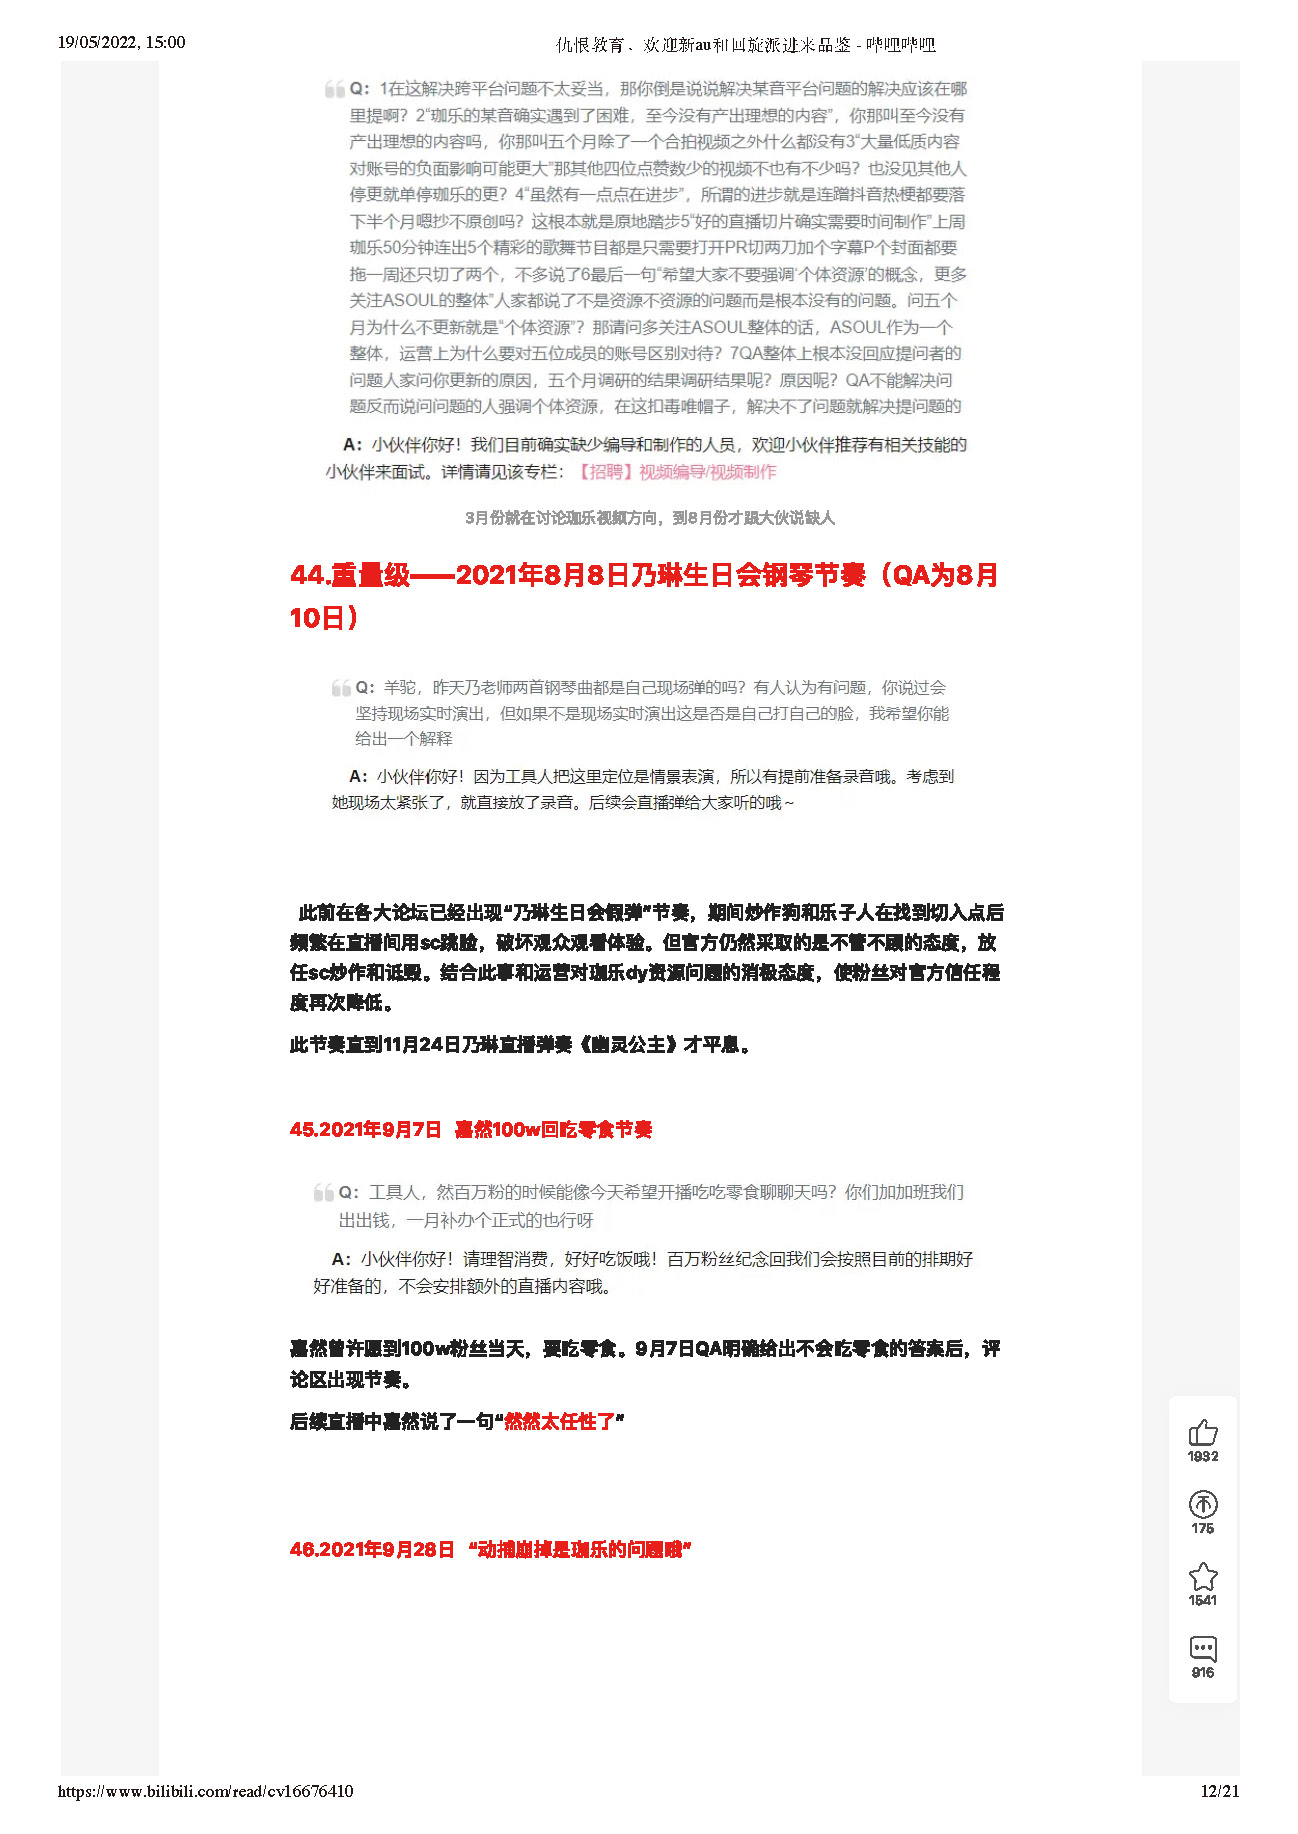 19/05/2022, 15:00
仇恨教育、欢迎新au和回旋派进来品鉴 - 哔哩哔哩
Q：1在这解决跨平台问题不太妥当，那你倒是说说解决某音平台问题的解决应该在哪
里提啊？2“珈乐的某音确实遇到了困难，至今没有产出理想的内容”，你那叫至今没有
产出理想的内容吗，你那叫五个月除了一个合拍视频之外什么都没有3“大量低质内容
对账号的负面影响可能更大”那其他四位点赞数少的视频不也有不少吗？也没见其他人
停更就单停珈乐的更？4“虽然有一点点在进步”，所谓的进步就是连蹭抖音热梗都要落
下半个月嗯抄不原创吗？这根本就是原地踏步5“好的直播切片确实需要时间制作”上周
珈乐50分钟连出5个精彩的歌舞节目都是只需要打开PR切两刀加个字幕P个封面都要
拖一周还只切了两个，不多说了6最后一句“希望大家不要强调‘个体资源’的概念，更多
关注ASOUL的整体”人家都说了不是资源不资源的问题而是根本没有的问题。问五个
月为什么不更新就是“个体资源”？那请问多关注ASOUL整体的话，ASOUL作为一个
整体，运营上为什么要对五位成员的账号区别对待？7QA整体上根本没回应提问者的
问题人家问你更新的原因，五个月调研的结果调研结果呢？原因呢？QA不能解决问
题反而说问问题的人强调个体资源，在这扣毒唯帽子，解决不了问题就解决提问题的
A：小伙伴你好！我们目前确实缺少编导和制作的人员，欢迎小伙伴推荐有相关技能的
小伙伴来面试。详情请见该专栏：【招聘】视频编导/视频制作
3月份就在讨论珈乐视频方向，到8月份才跟大伙说缺人
44.重量级——2021年8月8日乃琳生日会钢琴节奏（QA为8月
10日）
Q：羊驼，昨天乃老师两首钢琴曲都是自己现场弹的吗？有人认为有问题，你说过会
坚持现场实时演出，但如果不是现场实时演出这是否是自己打自己的脸，我希望你能
给出一个解释
A：小伙伴你好！因为工具人把这里定位是情景表演，所以有提前准备录音哦。考虑到
她现场太紧张了，就直接放了录音。后续会直播弹给大家听的哦～
此前在各大论坛已经出现“乃琳生日会假弹”节奏，期间炒作狗和乐子人在找到切入点后
频繁在直播间用sc跳脸，破坏观众观看体验。但官方仍然采取的是不管不顾的态度，放
任sc炒作和诋毁。结合此事和运营对珈乐dy资源问题的消极态度，使粉丝对官方信任程
度再次降低。
此节奏直到11月24日乃琳直播弹奏《幽灵公主》才平息。
45.2021年9月7日 嘉然100w回吃零食节奏
Q：工具人，然百万粉的时候能像今天希望开播吃吃零食聊聊天吗？你们加加班我们
出出钱，一月补办个正式的也行呀
A：小伙伴你好！请理智消费，好好吃饭哦！百万粉丝纪念回我们会按照目前的排期好
好准备的，不会安排额外的直播内容哦。
嘉然曾许愿到100w粉丝当天，要吃零食。9月7日QA明确给出不会吃零食的答案后，评
论区出现节奏。
后续直播中嘉然说了一句“然然太任性了”
46.2021年9月28日 “动捕崩掉是珈乐的问题哦”
1932
175
1541
916
https://www.bilibili.com/read/cv16676410
12/21